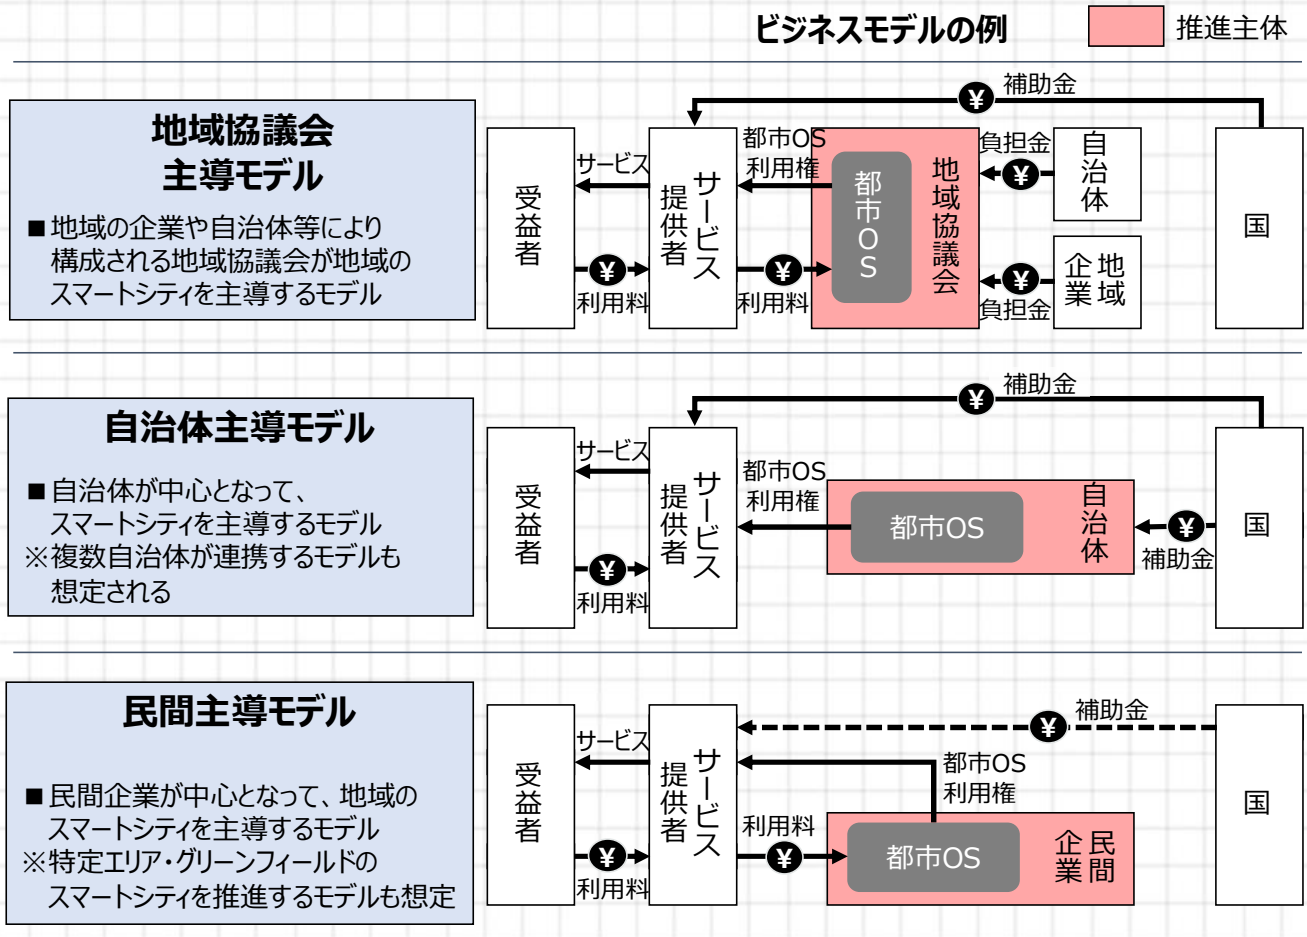 ビジネスモデルの例
推進主体
地域協議会
主導モデル
■地域の企業や自治体等により
構成される地域協議会が地域の
スマートシティを主導するモデル
受益者
サービス
¥
利用料
サービス
提供者
都市OS
利用権
¥
利用料
都市OS
地域協議会
¥
補助金
負担金
¥
自治体
¥
負担金
地域
企業
国
自治体主導モデル
■自治体が中心となって、
スマートシティを主導するモデル
※複数自治体が連携するモデルも
想定される
受益者
サービス
¥
利用料
サービス
提供者
都市OS
利用権
都市OS
自治体
¥
補助金
¥
補助金
国
民間主導モデル
■民間企業が中心となって、地域の
スマートシティを主導するモデル
※特定エリア・グリーンフィールドの
スマートシティを推進するモデルも想定
受益者
サービス
¥
利用料
サービス
提供者
¥
補助金
都市OS
利用権
利用料
¥
都市OS
民間
企業
国